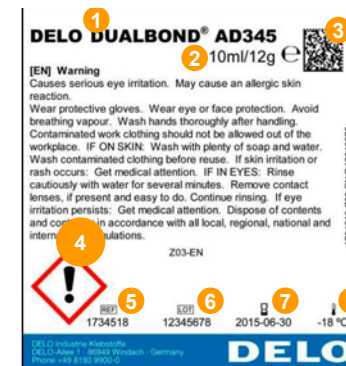 1
DELO DUALBOND® AD345
3
2 10ml/12g ℮
[EN] Warning
Causes serious eye irritation. May cause an allergic skin
reaction.
Wear protective gloves. Wear eye or face protection. Avoid
breathing vapour. Wash hands thoroughly after handling.
Contaminated work clothing should not be allowed out of the
workplace. IF ON SKIN: Wash with plenty of soap and water.
Wash contaminated clothing before reuse. If skin irritation or
rash occurs: Get medical attention. IF IN EYES: Rinse
cautiously with water for several minutes. Remove contact
lenses, if present and easy to do. Continue rinsing. If eye
irritation persists: Get medical attention. Dispose of contents
and in accordance with all local, regional, national and
4
Z03-EN
5 6 7
REF LOT
1734518 12345678 2015-06-30 -18 °C
DELO Industrie Klebstoffe
DELO-Allee 1 · 86949 Windach · Germany
Phone +49 8193 9900-0
DELO